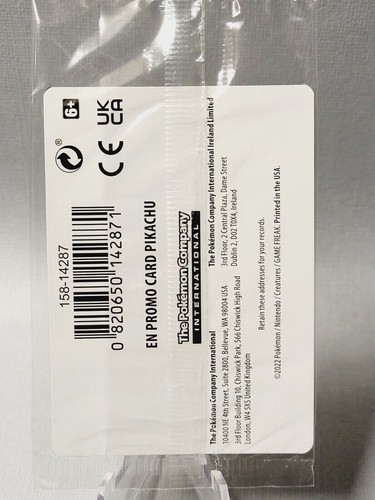 158-14287
0 820650 142871
®
CE
UK
CA
6+
EN PROMO CARD PIKACHU
The Pokémon Company
INTERNATIONAL
The Pokémon Company International
10400 NE 4th Street, Suite 2800, Bellevue, WA 98004 USA
3rd Floor Building 10, Chiswick Park, 566 Chiswick High Road
London, W4 5XS United Kingdom
The Pokémon Company International Ireland Limited
3rd Floor, 2 Central Plaza, Dame Street
Dublin 2, D02 T0X4, Ireland
Retain these addresses for your records.
©2022 Pokémon / Nintendo / Creatures / GAME FREAK. Printed in the USA.